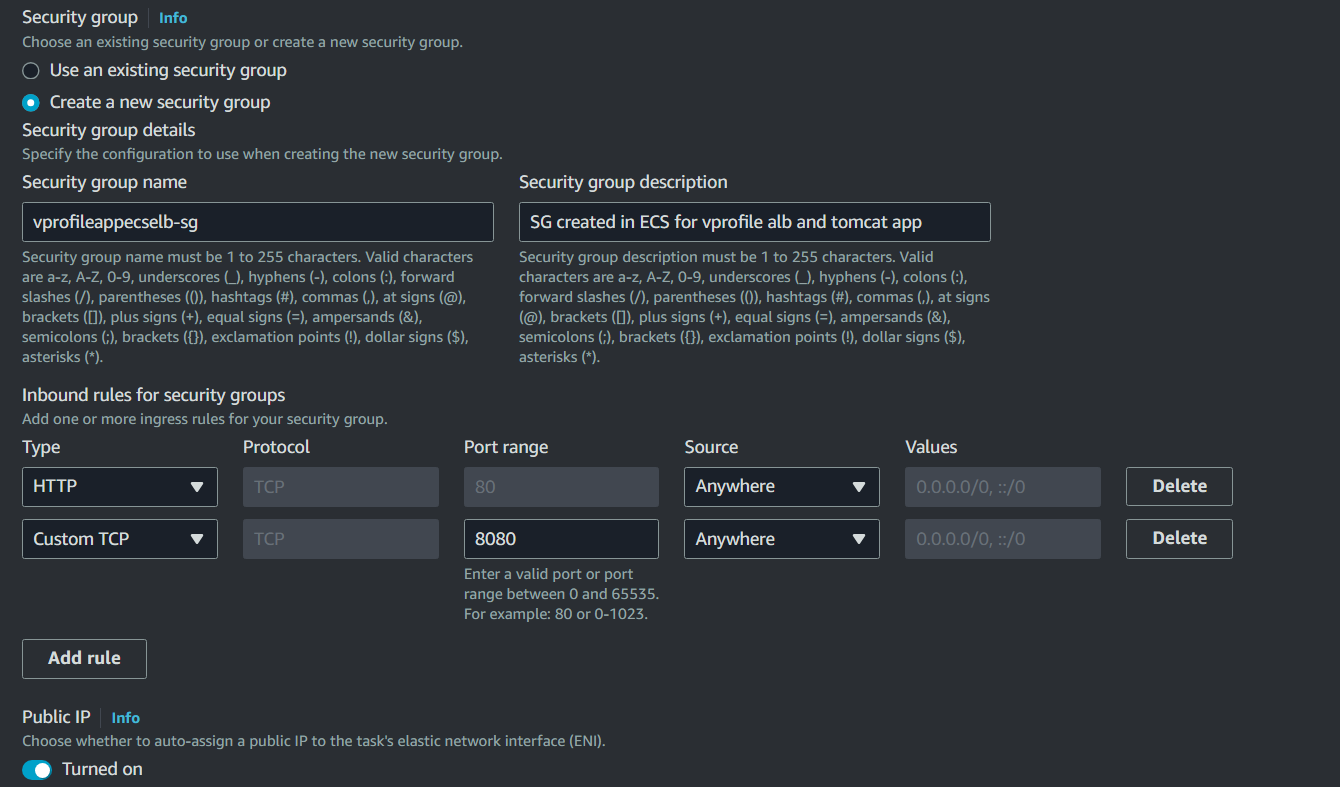 Security group Info
Choose an existing security group or create a new security group.
Use an existing security group
Create a new security group
Security group details
Specify the configuration to use when creating the new security group.
Security group name
vprofileappecselb-sg
Security group name must be 1 to 255 characters. Valid characters
are a-z, A-Z, 0-9, underscores (_), hyphens (-), colons (:), forward
slashes (/), parentheses (()), hashtags (#), commas (,), at signs (@),
brackets ([]), plus signs (+), equal signs (=), ampersands (&),
semicolons (;), brackets ({}), exclamation points (!), dollar signs ($),
asterisks (*).
Security group description
SG created in ECS for vprofile alb and tomcat app
Security group description must be 1 to 255 characters. Valid
characters are a-z, A-Z, 0-9, underscores (_), hyphens (-), colons (:),
forward slashes (/), parentheses (()), hashtags (#), commas (,), at signs
(@), brackets ([]), plus signs (+), equal signs (=), ampersands (&),
semicolons (;), brackets ({}), exclamation points (!), dollar signs ($),
asterisks (*).
Inbound rules for security groups
Add one or more ingress rules for your security group.
Type Protocol Port range Source Values
HTTP TCP 80 Anywhere 0.0.0.0/0, ::/0 Delete
Custom TCP TCP 8080 Anywhere 0.0.0.0/0, ::/0 Delete
Enter a valid port or port
range between 0 and 65535.
For example: 80 or 0-1023.
Add rule
Public IP Info
Choose whether to auto-assign a public IP to the task's elastic network interface (ENI).
Turned on